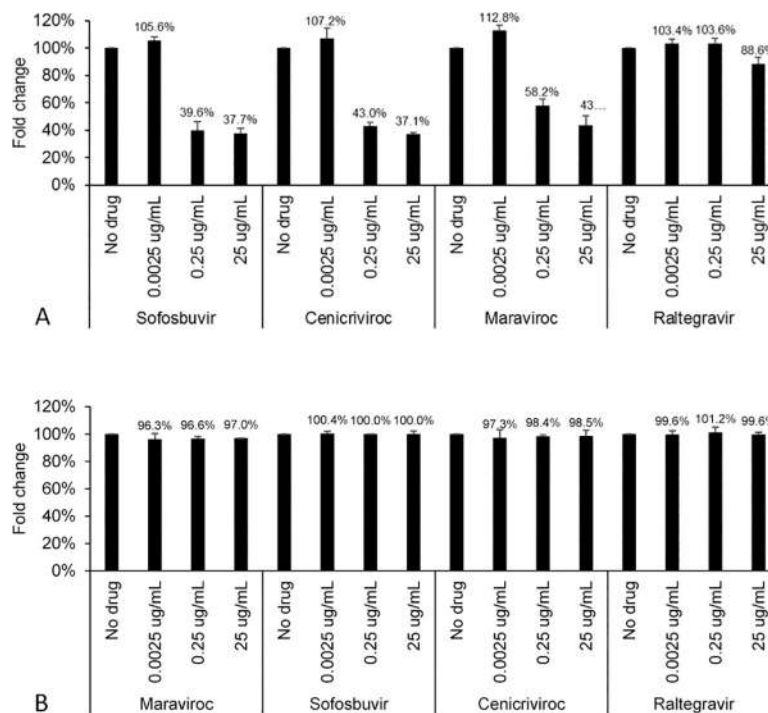 120%
100%
80%
60%
40%
20%
0%
Fold change
105.6%
39.6%
37.7%
107.2%
43.0%
37.1%
112.8%
58.2%
43...
103.4%
103.6%
88.6%
No drug
0.0025 ug/mL
0.25 ug/mL
25 ug/mL
No drug
0.0025 ug/mL
0.25 ug/mL
25 ug/mL
No drug
0.0025 ug/mL
0.25 ug/mL
25 ug/mL
No drug
0.0025 ug/mL
0.25 ug/mL
25 ug/mL
A
Sofosbuvir
Cenicriviroc
Maraviroc
Raltegravir
120%
100%
80%
60%
40%
20%
0%
Fold change
96.3%
96.6%
97.0%
100.4%
100.0%
100.0%
97.3%
98.4%
98.5%
99.6%
101.2%
99.6%
No drug
0.0025 ug/mL
0.25 ug/mL
25 ug/mL
No drug
0.0025 ug/mL
0.25 ug/mL
25 ug/mL
No drug
0.0025 ug/mL
0.25 ug/mL
25 ug/mL
No drug
0.0025 ug/mL
0.25 ug/mL
25 ug/mL
B
Maraviroc
Sofosbuvir
Cenicriviroc
Raltegravir